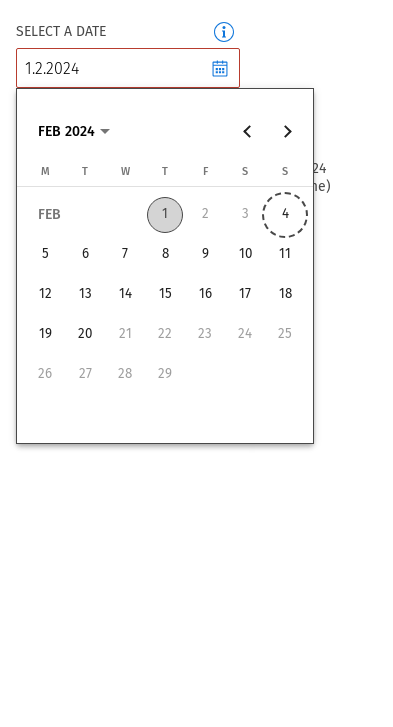 SELECT A DATE
1.2.2024
FEB 2024
24
M T W T F S S
FEB 1 2 3 4
5 6 7 8 9 10 11
12 13 14 15 16 17 18
19 20 21 22 23 24 25
26 27 28 29